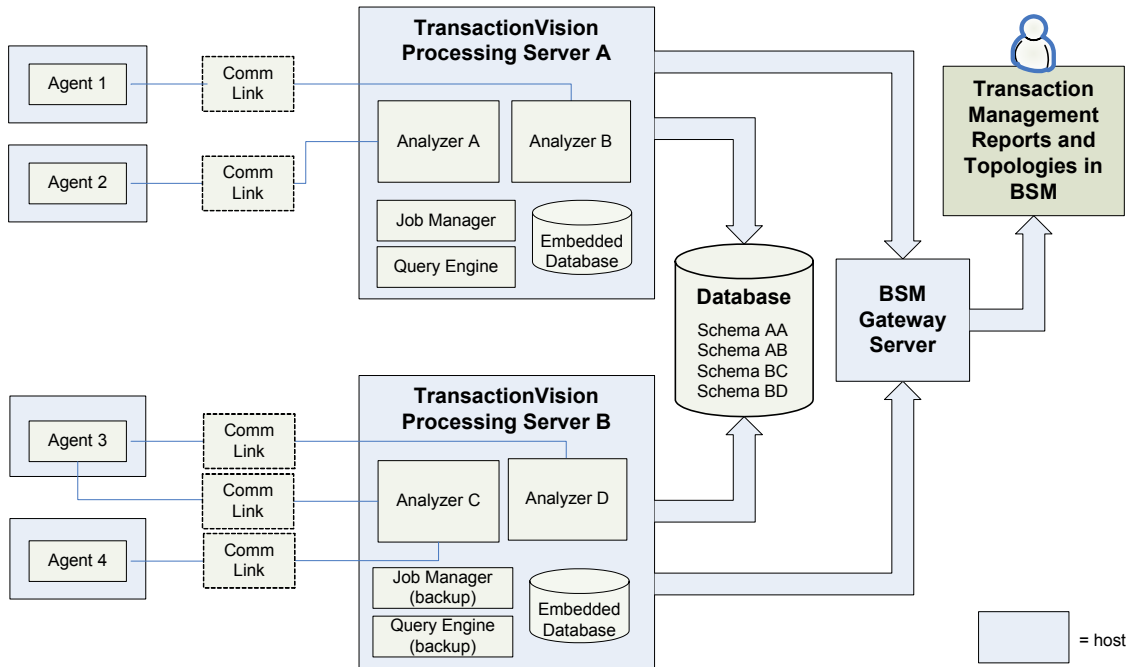 TransactionVision
Processing Server A
Agent 1
Comm
Link
Agent 2
Comm
Link
Analyzer A
Analyzer B
Job Manager
Query Engine
Embedded
Database
Transaction
Management
Reports and
Topologies in
BSM
Database
Schema AA
Schema AB
Schema BC
Schema BD
BSM
Gateway
Server
TransactionVision
Processing Server B
Agent 3
Comm
Link
Comm
Link
Agent 4
Comm
Link
Analyzer C
Analyzer D
Job Manager
(backup)
Query Engine
(backup)
Embedded
Database
= host